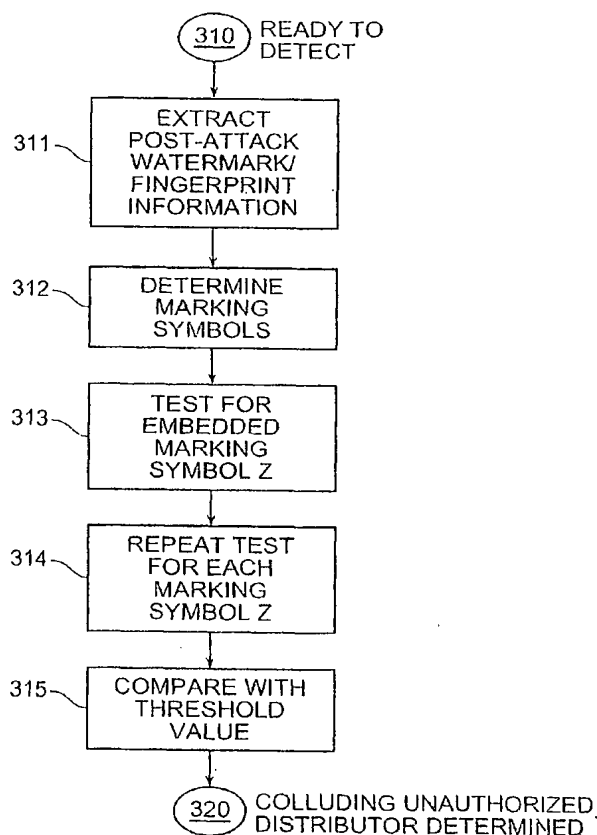 310 READY TO
DETECT
311
EXTRACT
POST-ATTACK
WATERMARK/
FINGERPRINT
INFORMATION
312
DETERMINE
MARKING
SYMBOLS
313
TEST FOR
EMBEDDED
MARKING
SYMBOL Z
314
REPEAT TEST
FOR EACH
MARKING
SYMBOL Z
315
COMPARE WITH
THRESHOLD
VALUE
320 COLLUDING UNAUTHORIZED
DISTRIBUTOR DETERMINED